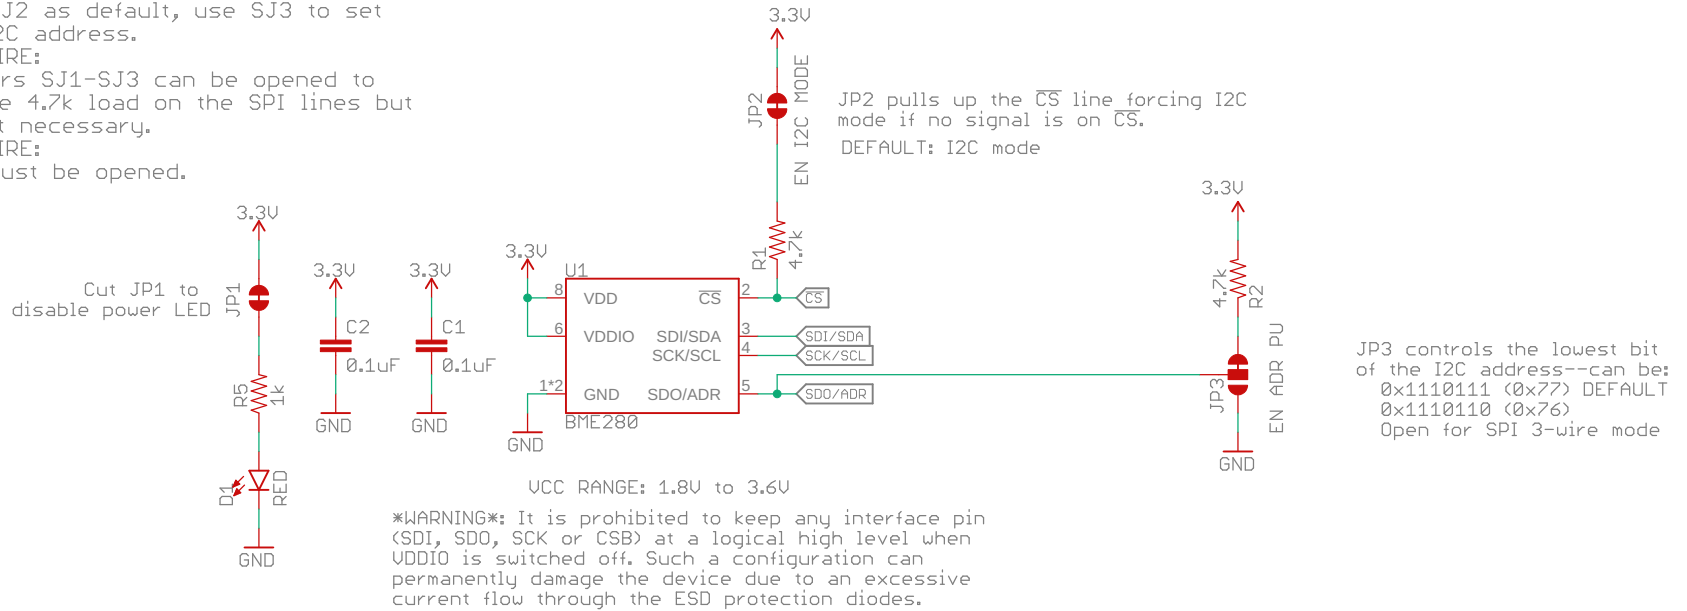 J2 as default, use SJ3 to set
2C address.
IRE:
rs SJ1-SJ3 can be opened to
e 4.7k load on the SPI lines but
t necessary.
IRE:
ust be opened.
3.3V
JP2
EN I2C MODE
JP2 pulls up the CS line forcing I2C
mode if no signal is on CS.
DEFAULT: I2C mode
R1
4.7k
3.3V
Cut JP1 to
disable power LED
JP1
R5
1k
D1
RED
GND
3.3V
C2
0.1uF
GND
3.3V
C1
0.1uF
GND
3.3V
U1
8 VDD CS 2 CS
6 VDDIO SDI/SDA 3 SDI/SDA
SCK/SCL 4 SCK/SCL
1*2 GND SDO/ADR 5 SDO/ADR
BME280
GND
3.3V
4.7k
R2
JP3
EN ADR PU
GND
JP3 controls the lowest bit
of the I2C address--can be:
0x1110111 (0x77) DEFAULT
0x1110110 (0x76)
Open for SPI 3-wire mode
VCC RANGE: 1.8V to 3.6V
*WARNING*: It is prohibited to keep any interface pin
(SDI, SDO, SCK or CSB) at a logical high level when
VDDIO is switched off. Such a configuration can
permanently damage the device due to an excessive
current flow through the ESD protection diodes.